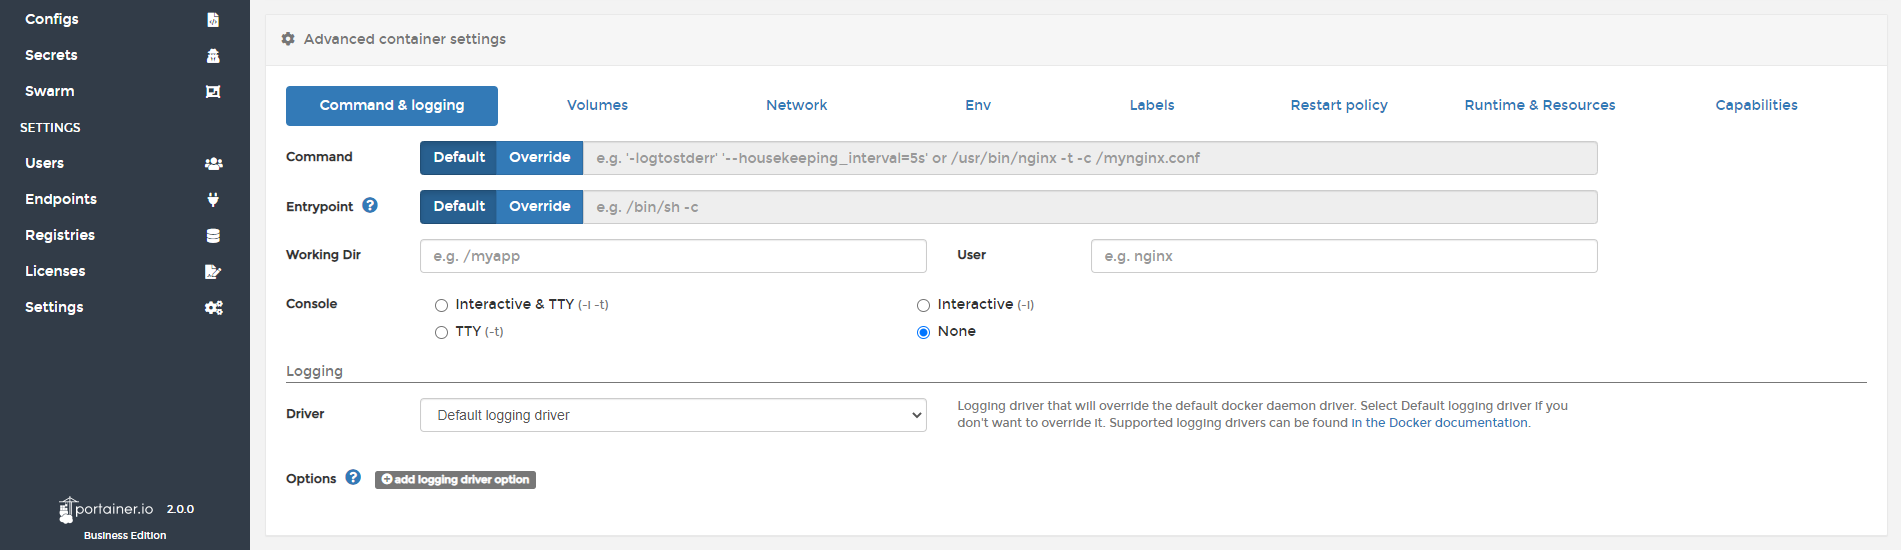 Configs
Secrets
Swarm
SETTINGS
Users
Endpoints
Registries
Licenses
Settings
portainer.io 2.0.0
Business Edition
Advanced container settings
Command & logging Volumes Network Env Labels Restart policy Runtime & Resources Capabilities
Command Default Override e.g. '-logtostderr' '--housekeeping_interval=5s' or /usr/bin/nginx -t -c /mynginx.conf
Entrypoint ? Default Override e.g. /bin/sh -c
Working Dir e.g. /myapp User e.g. nginx
Console Interactive & TTY (-i -t) Interactive (-i)
TTY (-t) None
Logging
Driver Default logging driver
Logging driver that will override the default docker daemon driver. Select Default logging driver if you
don't want to override it. Supported logging drivers can be found in the Docker documentation.
Options ? add logging driver option